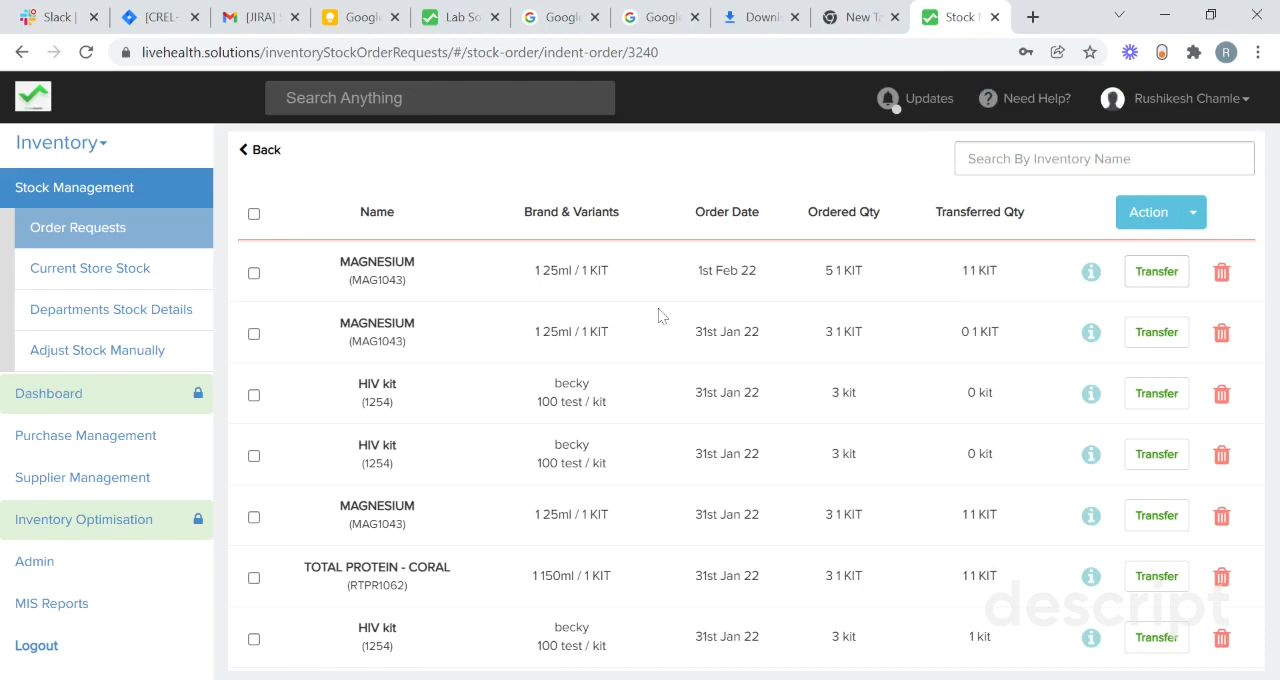 Slack |
[CREL-
[JIRA] S
Google
Lab So
Google
Google
Downl
New Ta
Stock I
livehealth.solutions/inventoryStockOrderRequests/#/stock-order/indent-order/3240
R
Search Anything
Updates
Need Help?
Rushikesh Chamle
Inventory
Stock Management
Order Requests
Current Store Stock
Departments Stock Details
Adjust Stock Manually
Dashboard
Purchase Management
Supplier Management
Inventory Optimisation
Admin
MIS Reports
Logout
Back
Search By Inventory Name
Name Brand & Variants Order Date Ordered Qty Transferred Qty Action
MAGNESIUM
(MAG1043)
1 25ml / 1 KIT 1st Feb 22 5 1 KIT 1 1 KIT Transfer
MAGNESIUM
(MAG1043)
1 25ml / 1 KIT 31st Jan 22 3 1 KIT 0 1 KIT Transfer
HIV kit
(1254)
becky
100 test / kit
31st Jan 22 3 kit 0 kit Transfer
HIV kit
(1254)
becky
100 test / kit
31st Jan 22 3 kit 0 kit Transfer
MAGNESIUM
(MAG1043)
1 25ml / 1 KIT 31st Jan 22 3 1 KIT 1 1 KIT Transfer
TOTAL PROTEIN - CORAL
(RTPR1062)
1 150ml / 1 KIT 31st Jan 22 3 1 KIT 1 1 KIT Transfer
HIV kit
(1254)
becky
100 test / kit
31st Jan 22 3 kit 1 kit Transfer
descript